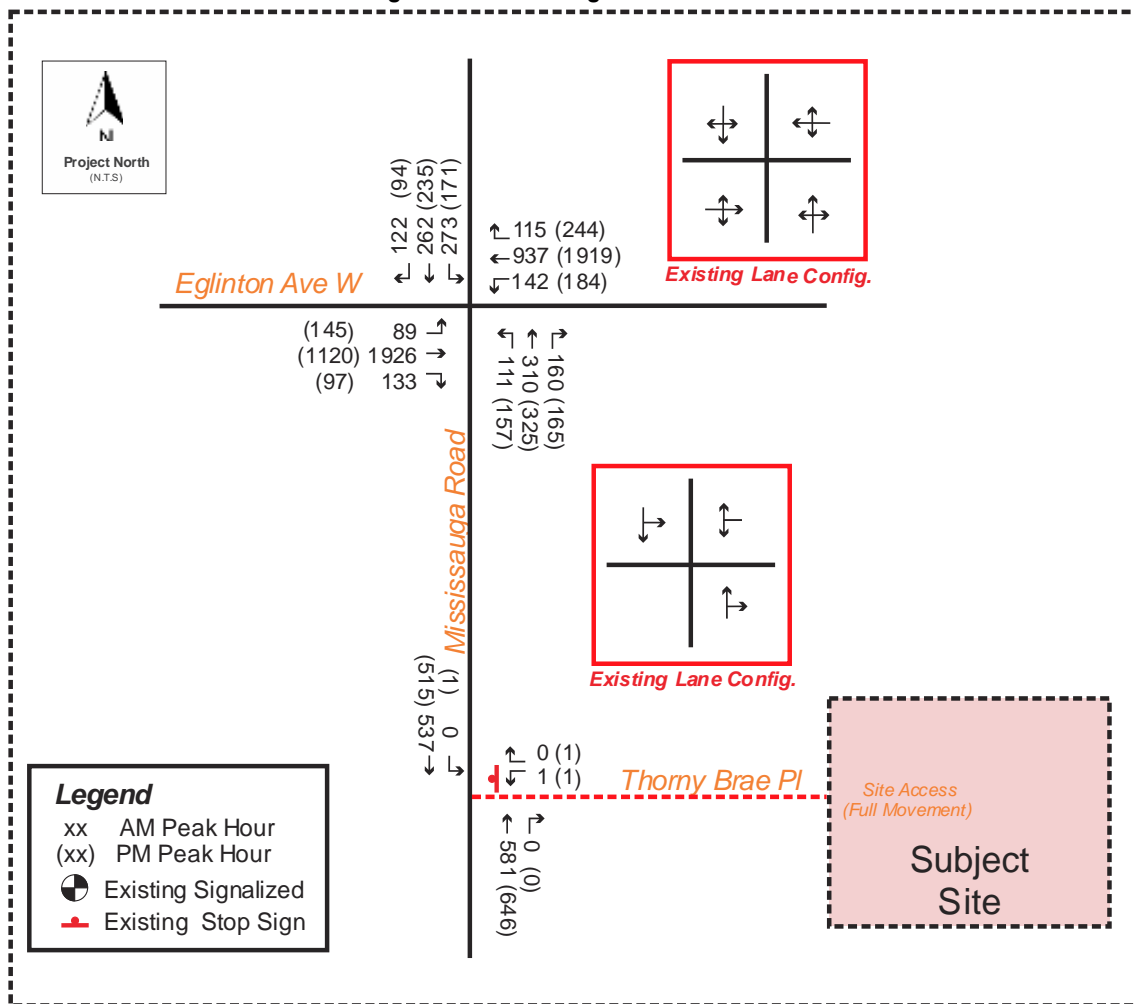 N
Project North
(N.T.S)
122 (94)
262 (235)
273 (171)
115 (244)
937 (1919)
142 (184)
Existing Lane Config.
Eglinton Ave W
(145) 89
(1120) 1926
(97) 133
111 (157)
310 (325)
160 (165)
Mississauga Road
Existing Lane Config.
(515) 537
(1) 0
0 (1)
1 (1)
Thorny Brae Pl
581 (646)
0 (0)
Site Access
(Full Movement)
Subject
Site
Legend
xx AM Peak Hour
(xx) PM Peak Hour
Existing Signalized
Existing Stop Sign